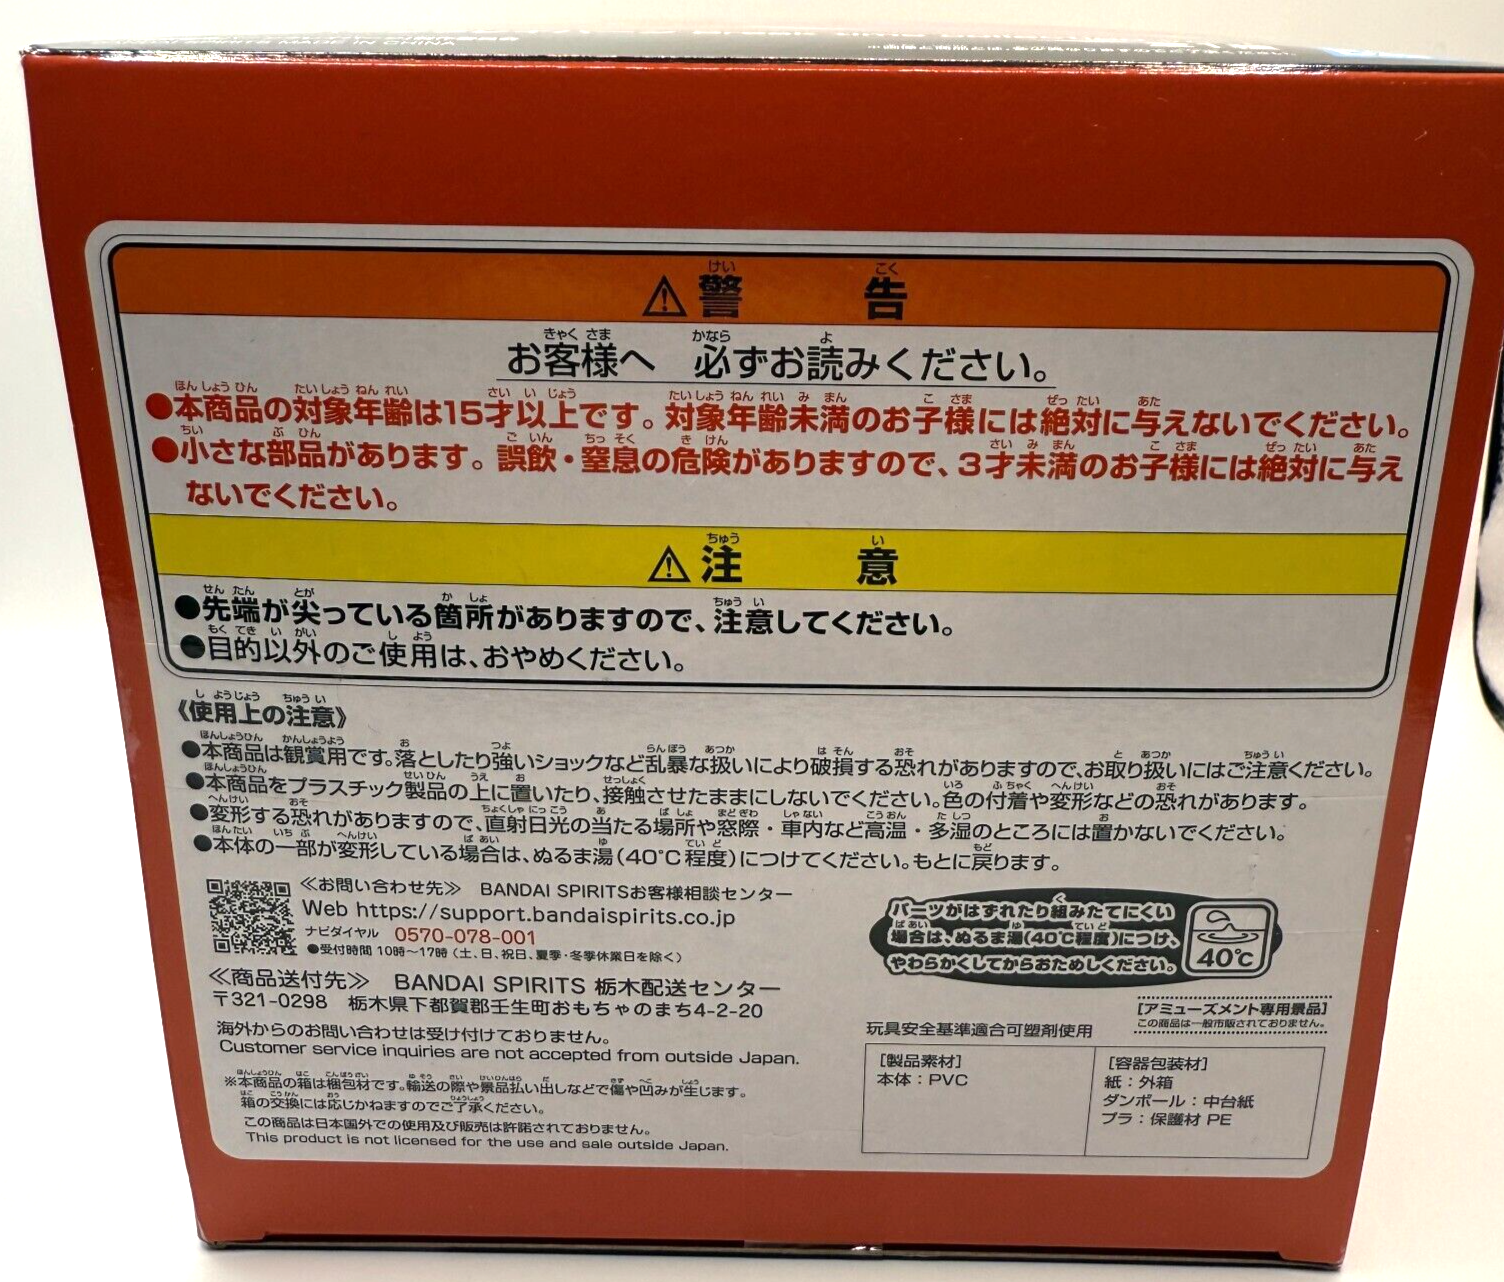 MADE IN CHINA
⚠警告
お客様へ 必ずお読みください。
●本商品の対象年齢は15才以上です。対象年齢未満のお子様には絶対に与えないでください。
●小さな部品があります。誤飲・窒息の危険がありますので、3才未満のお子様には絶対に与え
ないでください。
⚠注意
●先端が尖っている箇所がありますので、注意してください。
●目的以外のご使用は、おやめください。
《使用上の注意》
●本商品は観賞用です。落としたり強いショックなど乱暴な扱いにより破損する恐れがありますので、お取り扱いにはご注意ください。
●本商品をプラスチック製品の上に置いたり、接触させたままにしないでください。色の付着や変形などの恐れがあります。
●変形する恐れがありますので、直射日光の当たる場所や窓際・車内など高温・多湿のところには置かないでください。
●本体の一部が変形している場合は、ぬるま湯(40℃程度)につけてください。もとに戻ります。
≪お問い合わせ先≫ BANDAI SPIRITSお客様相談センター
Web https://support.bandaispirits.co.jp
ナビダイヤル 0570-078-001
●受付時間 10時〜17時(土、日、祝日、夏季・冬季休業日を除く)
≪商品送付先≫ BANDAI SPIRITS 栃木配送センター
〒321-0298 栃木県下都賀郡壬生町おもちゃのまち4-2-20
海外からのお問い合わせは受け付けておりません。
Customer service inquiries are not accepted from outside Japan.
※本商品の箱は梱包材です。輸送の際や景品払い出しなどで傷や凹みが生じます。
箱の交換には応じかねますのでご了承ください。
この商品は日本国外での使用及び販売は許諾されておりません。
This product is not licensed for the use and sale outside Japan.
パーツがはずれたり組みたてにくい
場合は、ぬるま湯(40℃程度)につけ、
やわらかくしてからおためしください。
40℃
[アミューズメント専用景品]
この商品は一般市販されておりません。
玩具安全基準適合可塑剤使用
[製品素材]
本体:PVC
[容器包装材]
紙:外箱
ダンボール:中台紙
プラ:保護材 PE